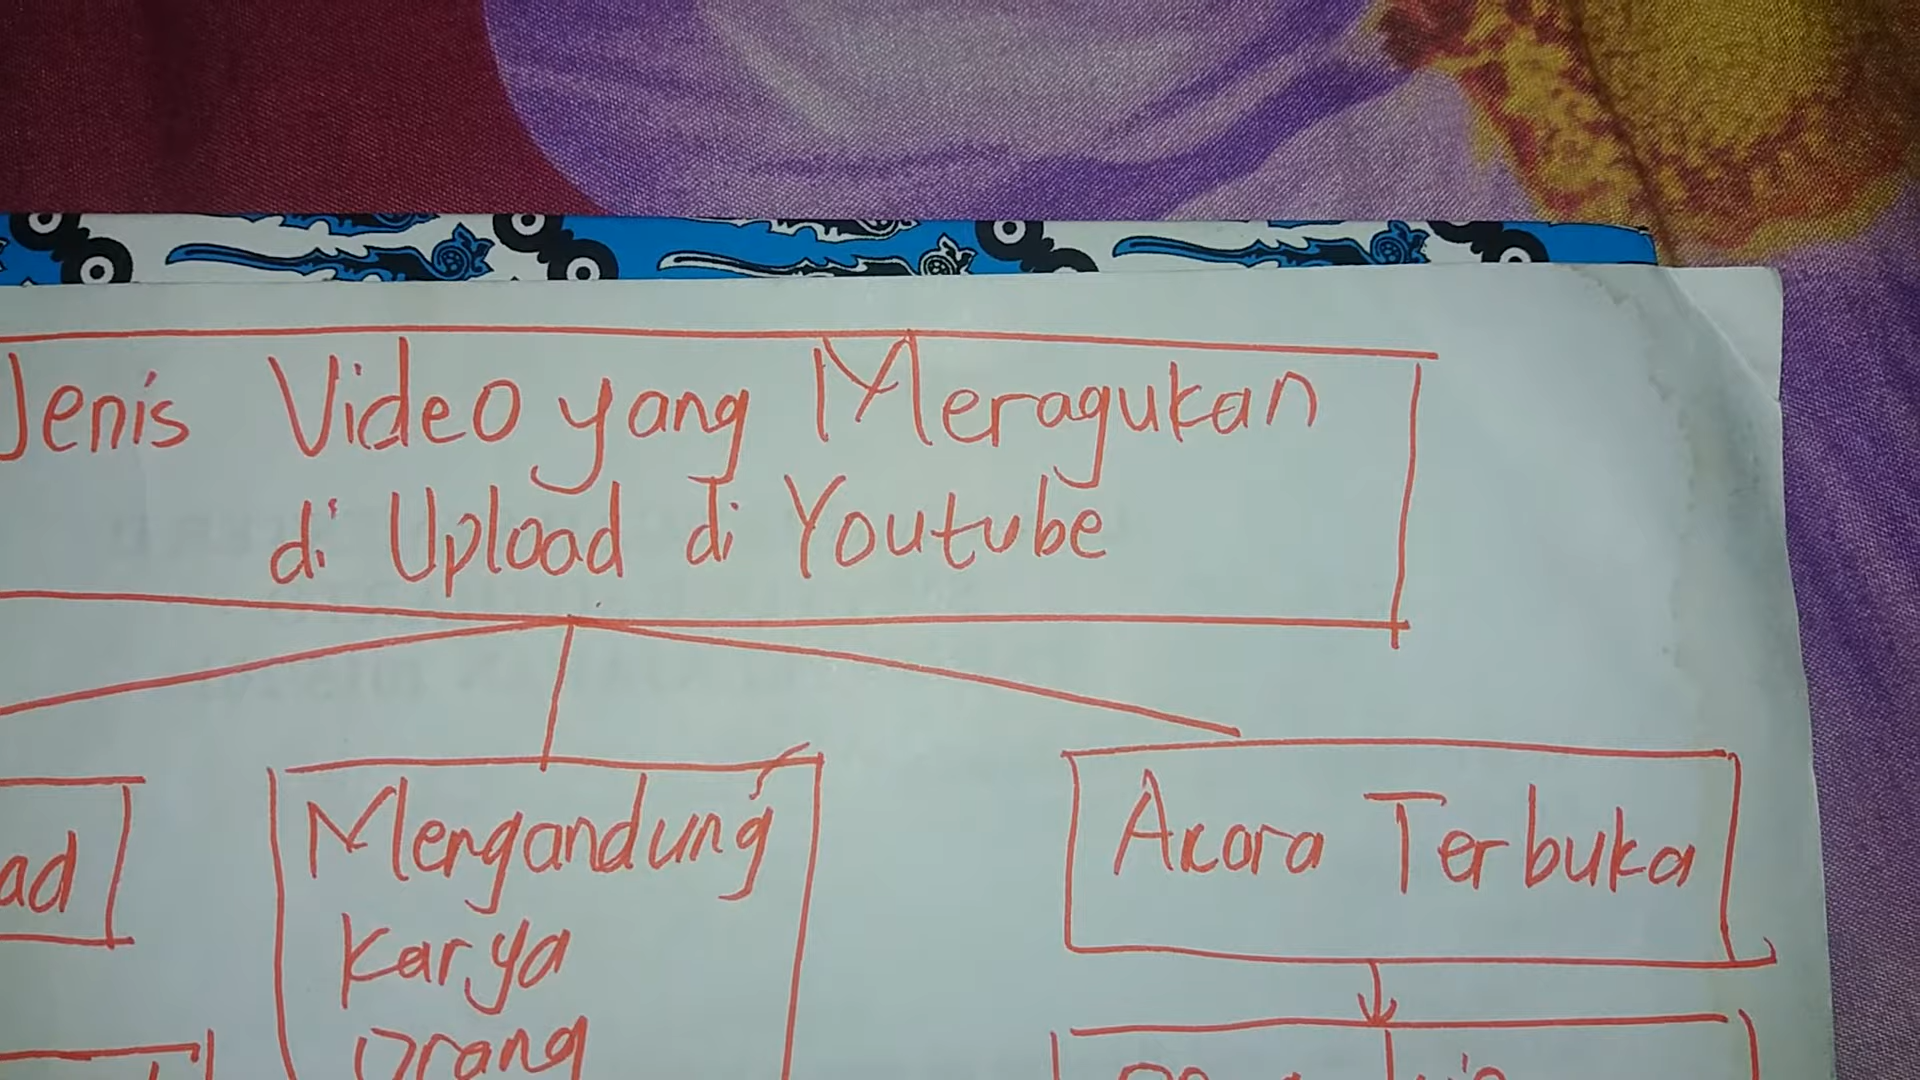 Jenis Video yang Meragukan
di Upload di Youtube
ad
Mengandung
Karya
Orang
Acara Terbuka